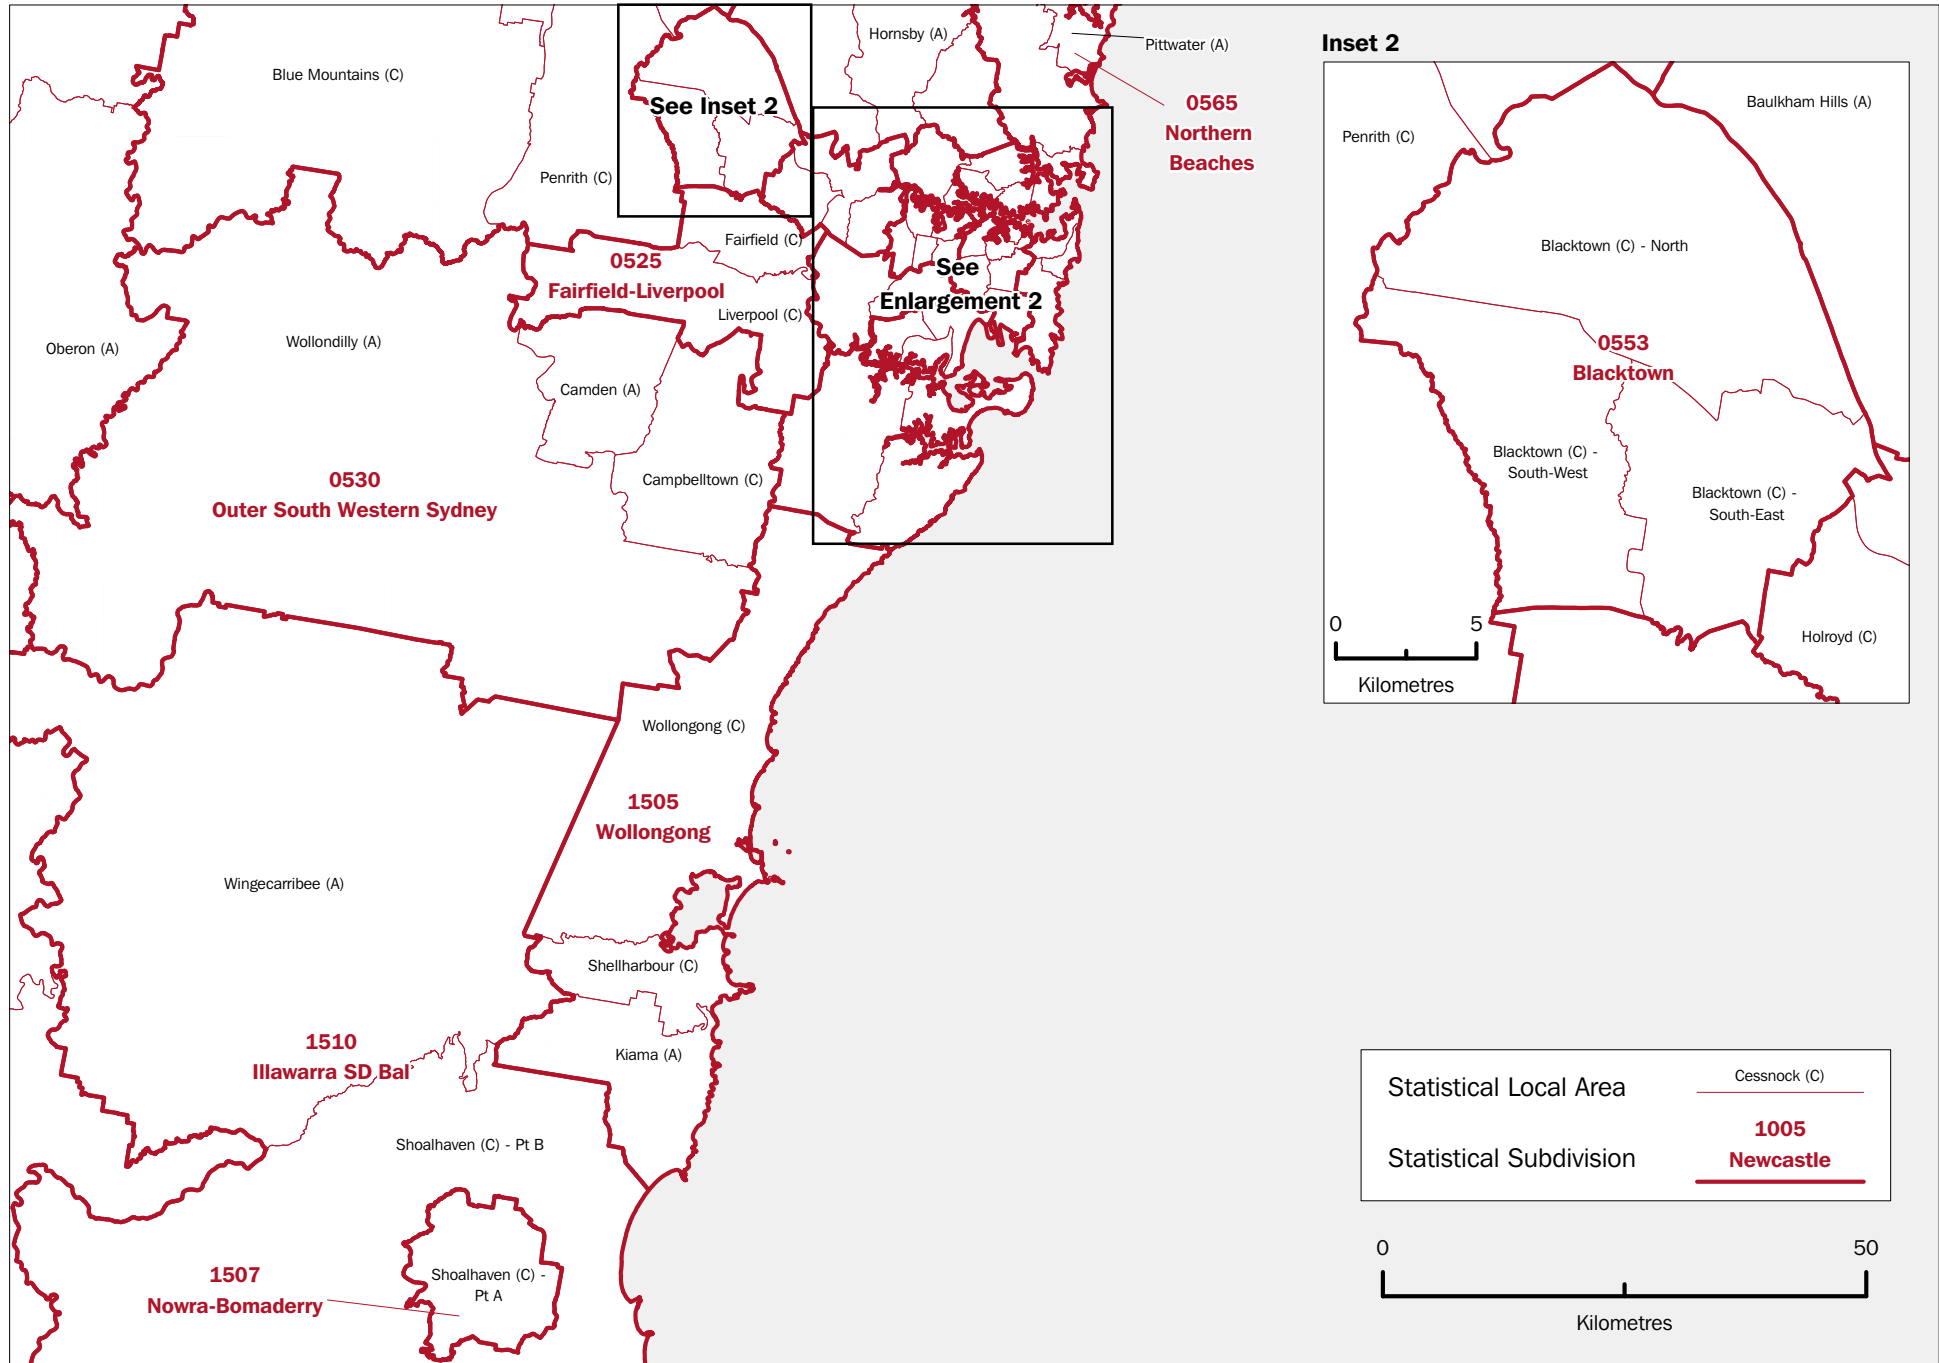 Blue Mountains (C)
Hornsby (A)
Pittwater (A)
See Inset 2
0565
Northern
Beaches
Penrith (C)
Fairfield (C)
0525
Fairfield-Liverpool
Liverpool (C)
See
Enlargement 2
Oberon (A)
Wollondilly (A)
Camden (A)
0530
Outer South Western Sydney
Campbelltown (C)
Wollongong (C)
1505
Wollongong
Wingecarribee (A)
Shellharbour (C)
1510
Illawarra SD Bal
Kiama (A)
Shoalhaven (C) - Pt B
1507
Nowra-Bomaderry
Shoalhaven (C) -
Pt A
Inset 2
Baulkham Hills (A)
Penrith (C)
Blacktown (C) - North
0553
Blacktown
Blacktown (C) -
South-West
Blacktown (C) -
South-East
Holroyd (C)
0 5
Kilometres
Statistical Local Area
Cessnock (C)
Statistical Subdivision
1005
Newcastle
0 50
Kilometres